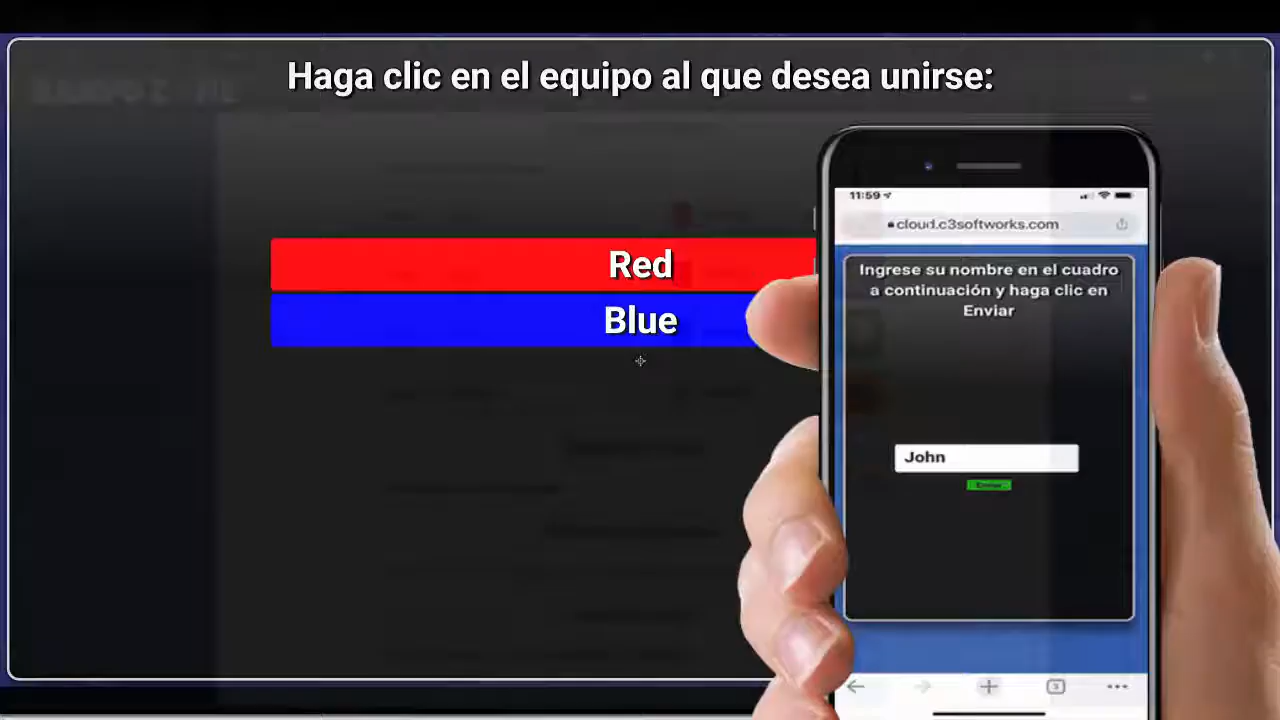 Haga clic en el equipo al que desea unirse:
Red
Blue
11:59
cloud.c3softworks.com
Ingrese su nombre en el cuadro
a continuación y haga clic en
Enviar
John
Enviar
3